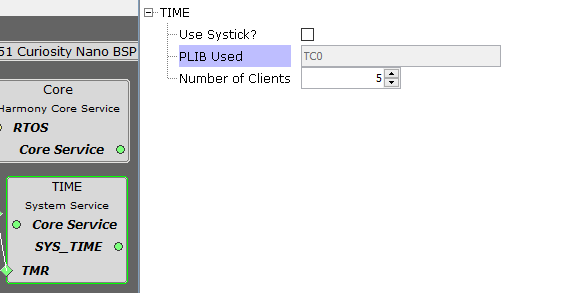 51 Curiosity Nano BSP
Core
Harmony Core Service
RTOS
Core Service
TIME
System Service
Core Service
SYS_TIME
TMR
TIME
Use Systick?
PLIB Used
TC0
Number of Clients
5